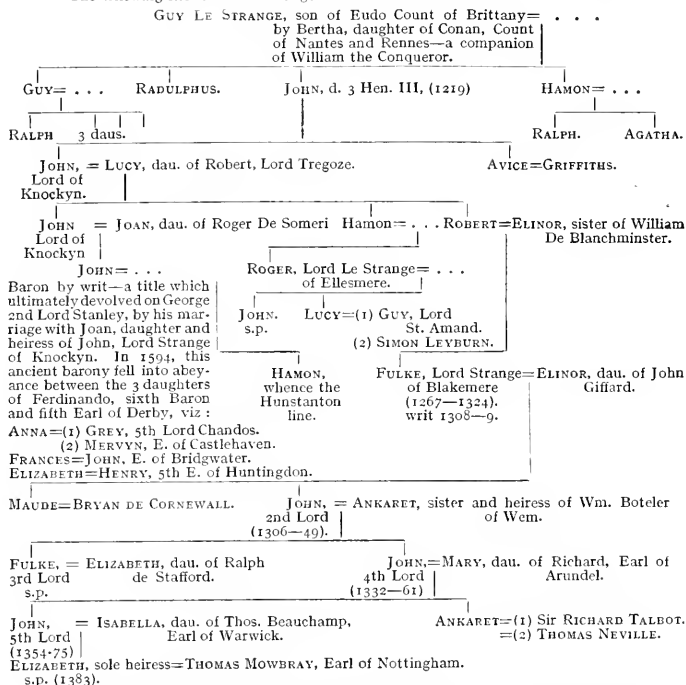 GUY LE STRANGE, son of Eudo Count of Brittany= . . .
by Bertha, daughter of Conan, Count
of Nantes and Rennes—a companion
of William the Conqueror.
GUY= . . . RADULPHUS. JOHN, d. 3 Hen. III, (1219) HAMON= . . .
RALPH 3 daus. RALPH. AGATHA.
JOHN, = LUCY, dau. of Robert, Lord Tregoze. AVICE=GRIFFITHS.
Lord of
Knockyn.
JOHN = JOAN, dau. of Roger De Someri Hamon= . . . ROBERT=ELINOR, sister of William
Lord of De Blanchminster.
Knockyn
JOHN= . . . ROGER, Lord Le Strange= . . .
of Ellesmere.
Baron by writ—a title which
ultimately devolved on George
2nd Lord Stanley, by his mar-
riage with Joan, daughter and
heiress of John, Lord Strange
of Knockyn. In 1594, this
ancient barony fell into abey-
ance between the 3 daughters
of Ferdinando, sixth Baron
and fifth Earl of Derby, viz :
JOHN. LUCY=(1) GUY, Lord
s.p. St. Amand.
(2) SIMON LEYBURN.
HAMON,
whence the
Hunstanton
line.
FULKE, Lord Strange=ELINOR, dau. of John
of Blakemere Giffard.
(1267—1324).
writ 1308—9.
ANNA=(1) GREY, 5th Lord Chandos.
(2) MERVYN, E. of Castlehaven.
FRANCES=JOHN, E. of Bridgwater.
ELIZABETH=HENRY, 5th E. of Huntingdon.
MAUDE=BRYAN DE CORNEWALL. JOHN, = ANKARET, sister and heiress of Wm. Boteler
2nd Lord of Wem.
(1306—49).
FULKE, = ELIZABETH, dau. of Ralph JOHN,=MARY, dau. of Richard, Earl of
3rd Lord de Stafford. 4th Lord Arundel.
s.p. (1332—61)
JOHN, = ISABELLA, dau. of Thos. Beauchamp, ANKARET=(1) Sir RICHARD TALBOT.
5th Lord Earl of Warwick. =(2) THOMAS NEVILLE.
(1354-75)
ELIZABETH, sole heiress=THOMAS MOWBRAY, Earl of Nottingham.
s.p. (1383).